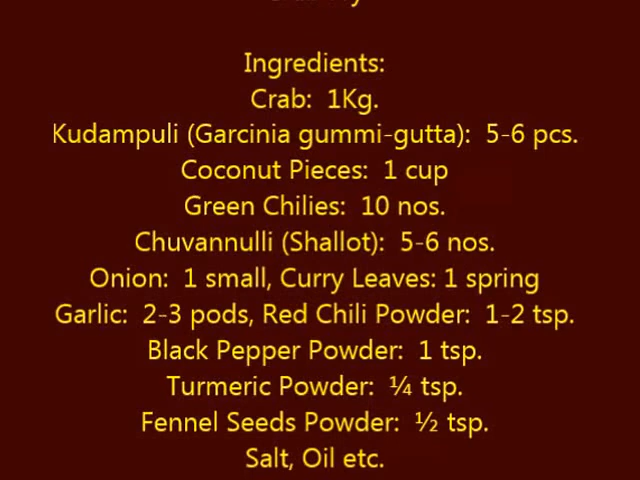 Ingredients:
Crab:  1Kg.
Kudampuli (Garcinia gummi-gutta):  5-6 pcs.
Coconut Pieces:  1 cup
Green Chilies:  10 nos.
Chuvannulli (Shallot):  5-6 nos.
Onion:  1 small, Curry Leaves: 1 spring
Garlic:  2-3 pods, Red Chili Powder:  1-2 tsp.
Black Pepper Powder:  1 tsp.
Turmeric Powder:  ¼ tsp.
Fennel Seeds Powder:  ½ tsp.
Salt, Oil etc.